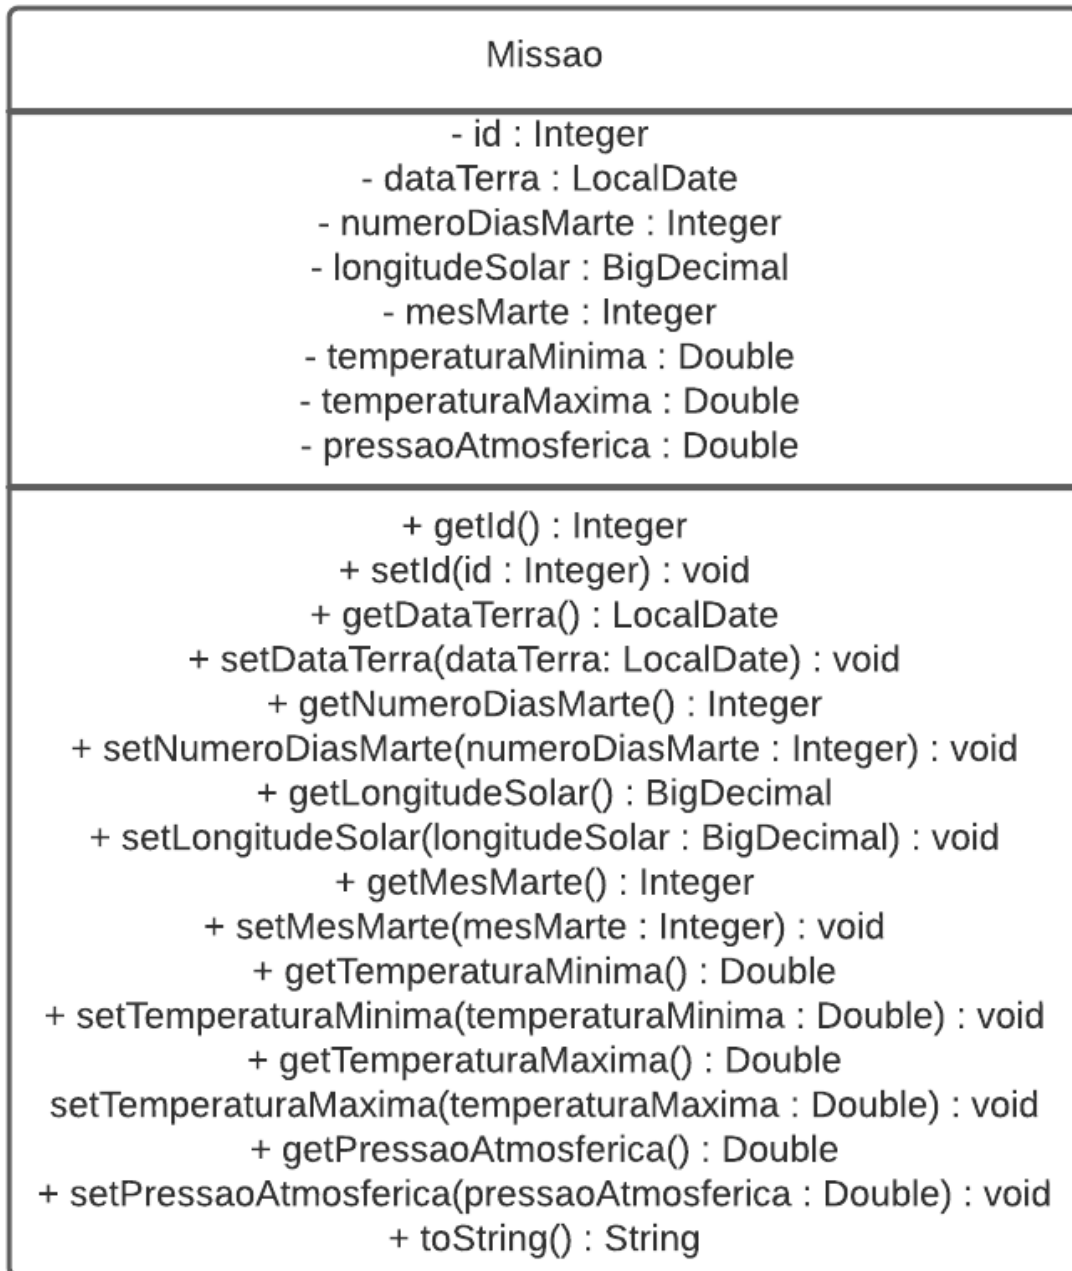 Missao
- id : Integer
- dataTerra : LocalDate
- numeroDiasMarte : Integer
- longitudeSolar : BigDecimal
- mesMarte : Integer
- temperaturaMinima : Double
- temperaturaMaxima : Double
- pressaoAtmosferica : Double
+ getId() : Integer
+ setId(id : Integer) : void
+ getDataTerra() : LocalDate
+ setDataTerra(dataTerra: LocalDate) : void
+ getNumeroDiasMarte() : Integer
+ setNumeroDiasMarte(numeroDiasMarte : Integer) : void
+ getLongitudeSolar() : BigDecimal
+ setLongitudeSolar(longitudeSolar : BigDecimal) : void
+ getMesMarte() : Integer
+ setMesMarte(mesMarte : Integer) : void
+ getTemperaturaMinima() : Double
+ setTemperaturaMinima(temperaturaMinima : Double) : void
+ getTemperaturaMaxima() : Double
setTemperaturaMaxima(temperaturaMaxima : Double) : void
+ getPressaoAtmosferica() : Double
+ setPressaoAtmosferica(pressaoAtmosferica : Double) : void
+ toString() : String